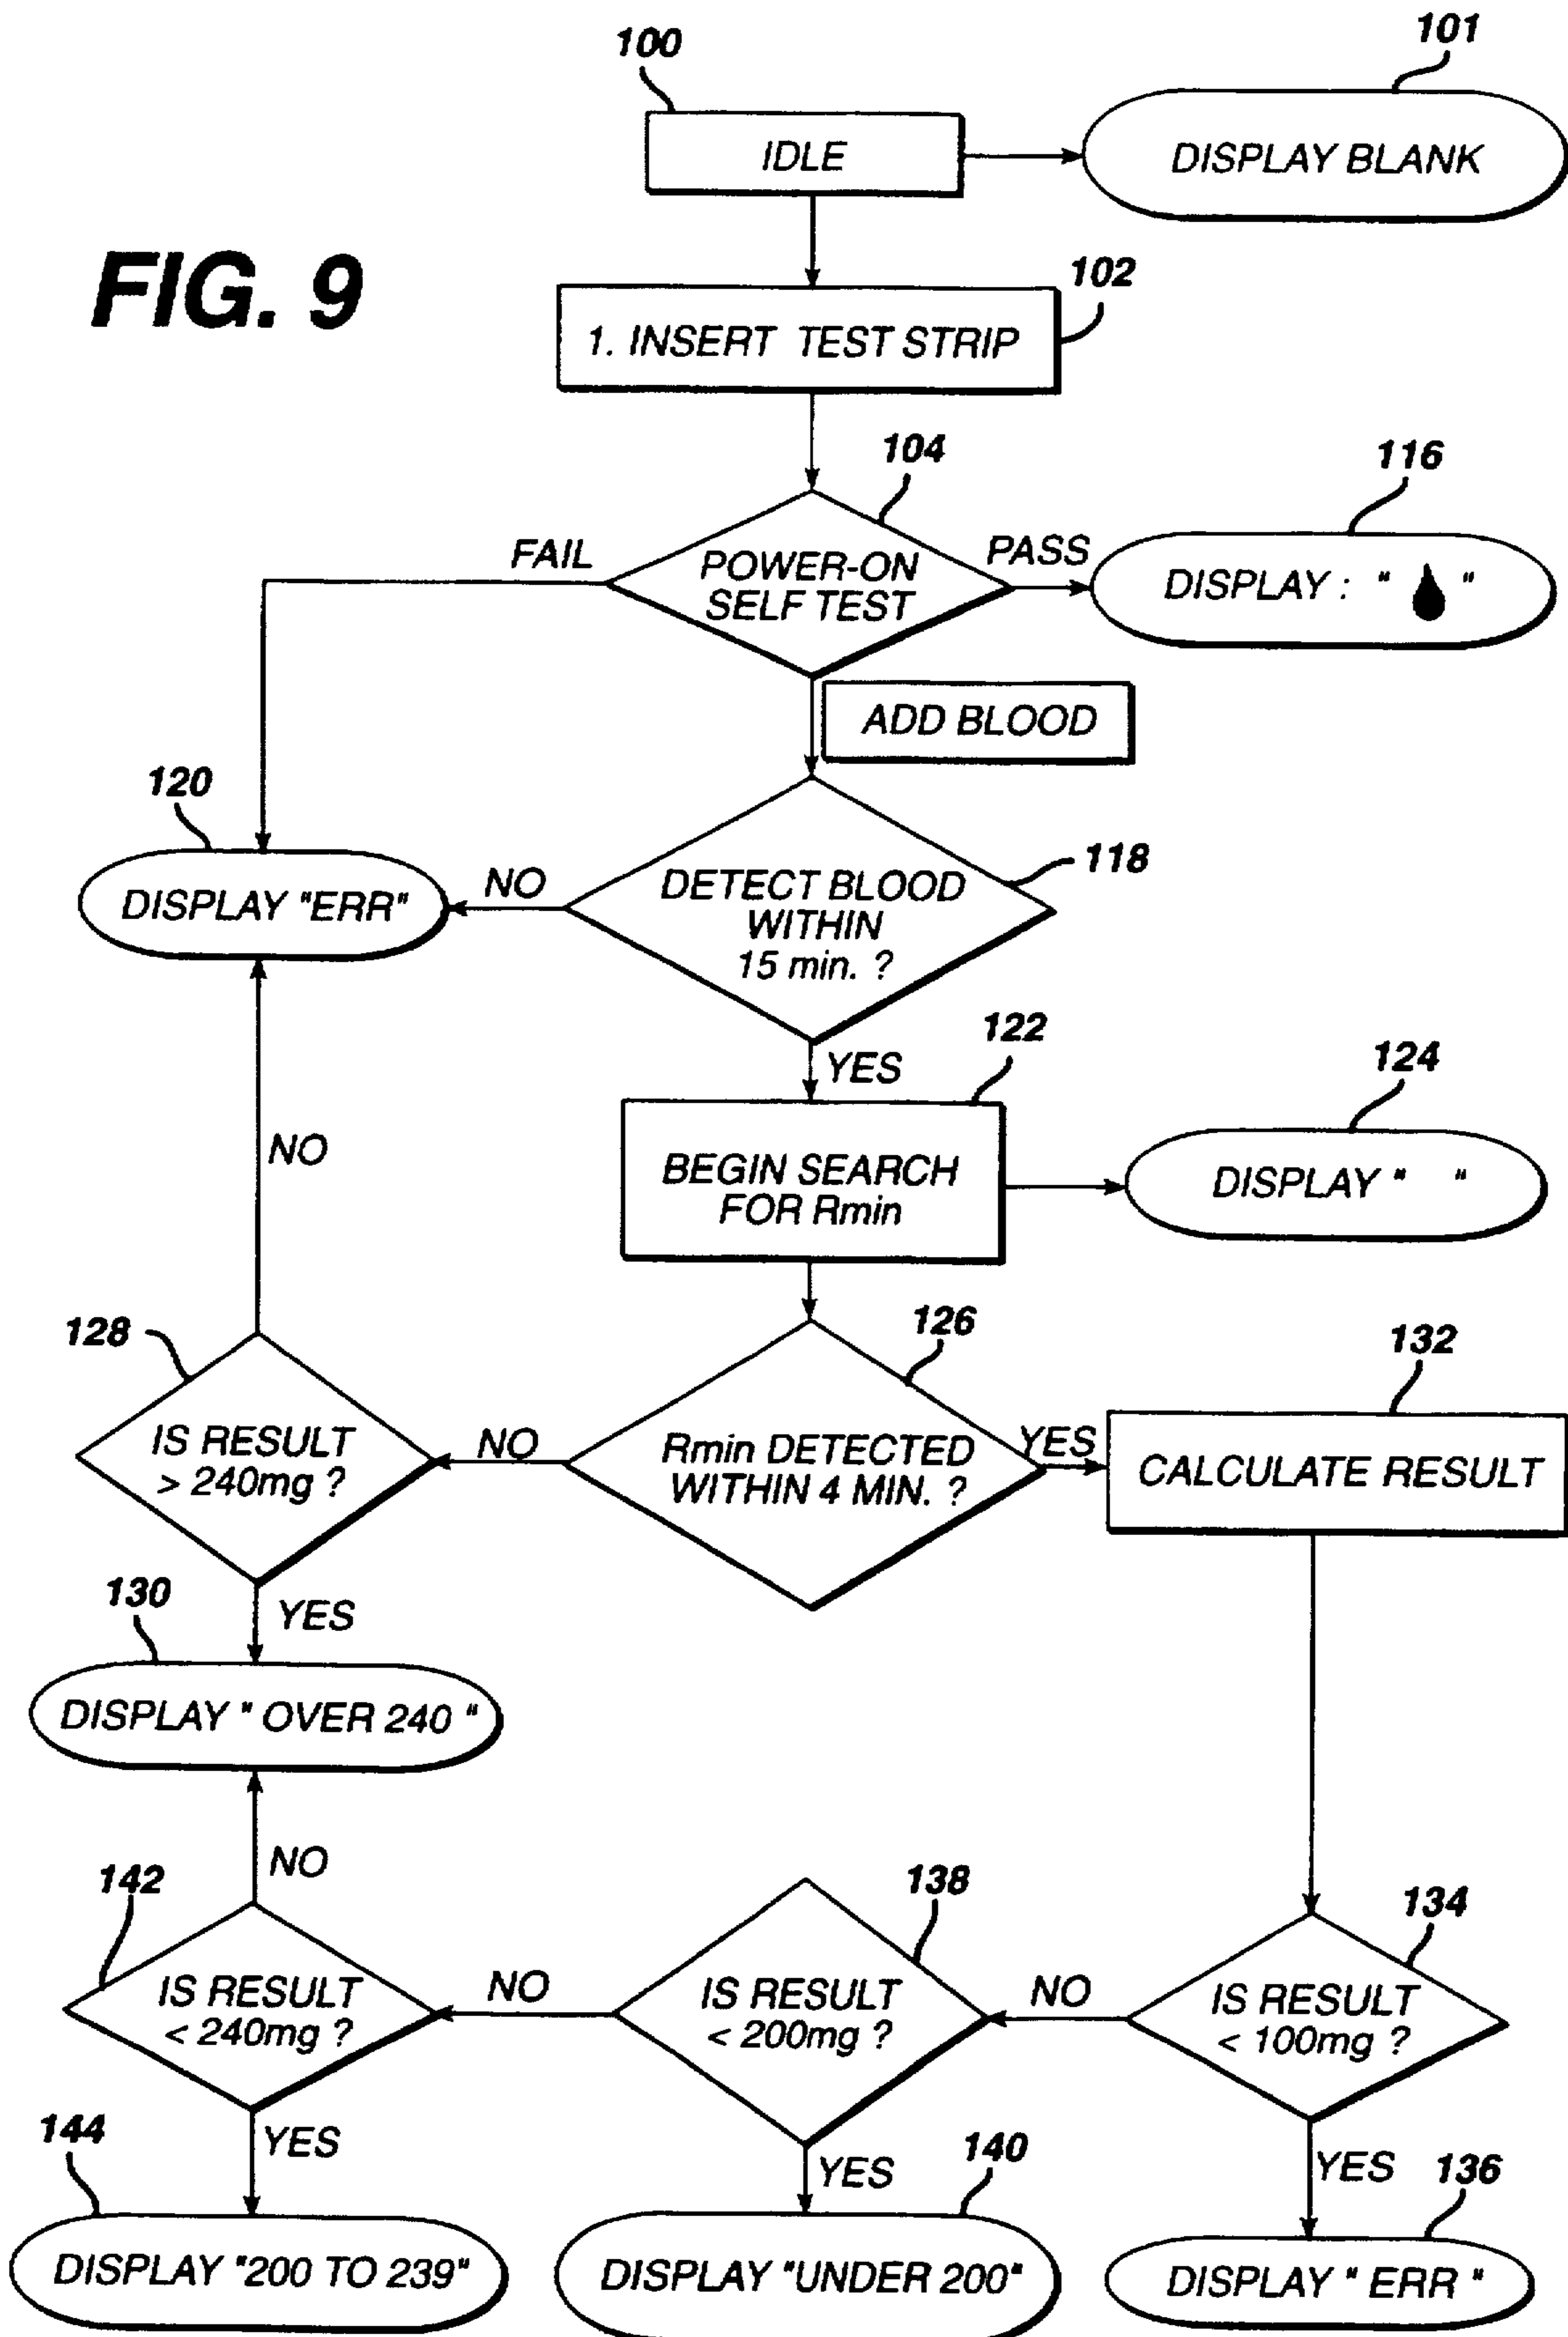 100
101
IDLE
DISPLAY BLANK
FIG. 9
102
1. INSERT TEST STRIP
104
116
FAIL
POWER-ON
SELF TEST
PASS
DISPLAY : " "
ADD BLOOD
120
118
DISPLAY "ERR"
NO
DETECT BLOOD
WITHIN
15 min. ?
122
YES
124
NO
BEGIN SEARCH
FOR Rmin
DISPLAY " "
128
126
132
IS RESULT
> 240mg ?
NO
Rmin DETECTED
WITHIN 4 MIN. ?
YES
CALCULATE RESULT
130
YES
DISPLAY " OVER 240 "
NO
142
138
134
IS RESULT
< 240mg ?
NO
IS RESULT
< 200mg ?
NO
IS RESULT
< 100mg ?
144
YES
140
YES
YES
136
DISPLAY "200 TO 239"
DISPLAY "UNDER 200"
DISPLAY " ERR "